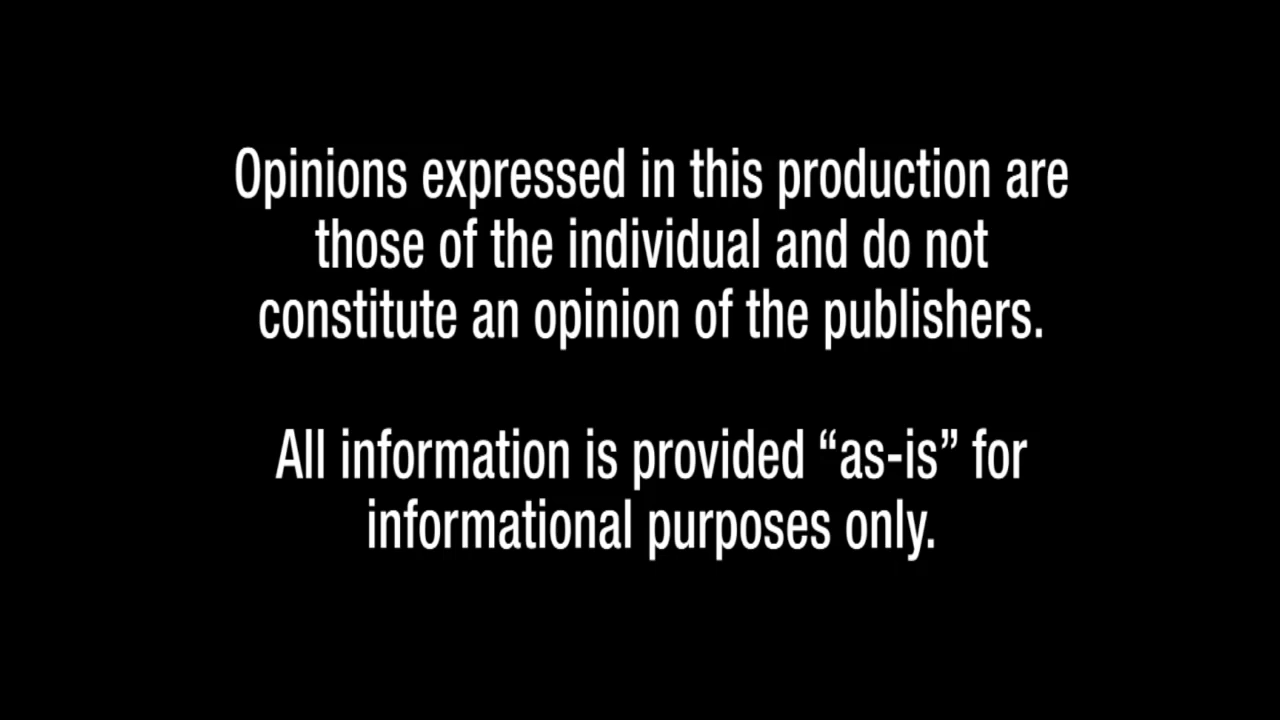 Opinions expressed in this production are
those of the individual and do not
constitute an opinion of the publishers.
All information is provided “as-is” for
informational purposes only.